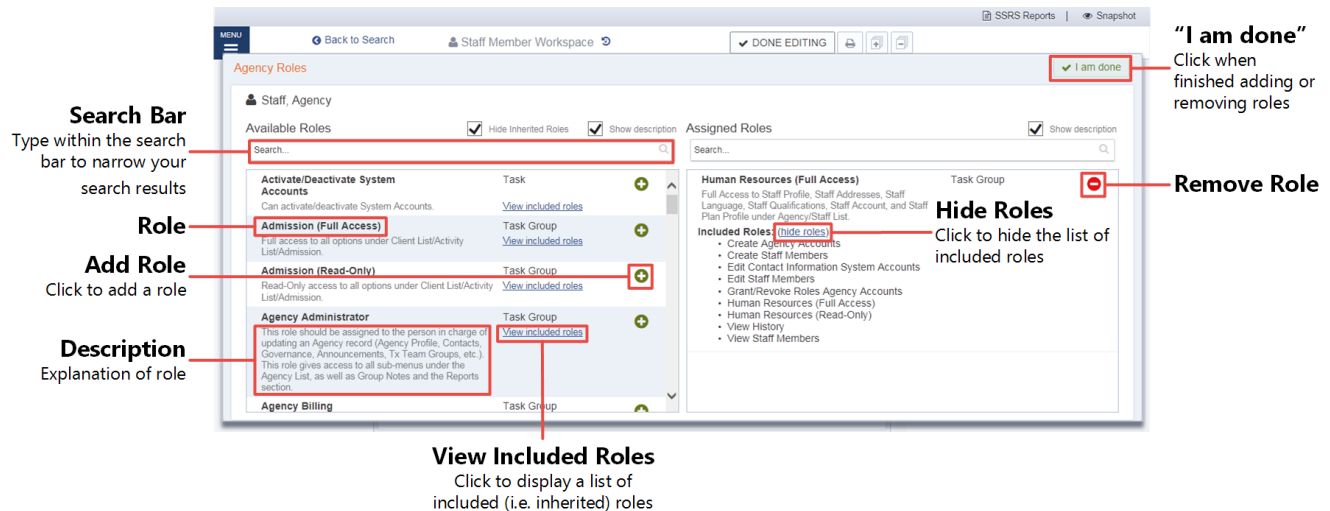 SSRS Reports | Snapshot
MENU
Back to Search
Staff Member Workspace
DONE EDITING
Agency Roles
I am done
Staff, Agency
Available Roles
Hide Inherited Roles
Show description
Search...
Activate/Deactivate System
Accounts
Task
Can activate/deactivate System Accounts.
View included roles
Admission (Full Access)
Task Group
Full access to all options under Client List/Activity
List/Admission.
View included roles
Admission (Read-Only)
Task Group
Read-Only access to all options under Client List/Activity
List/Admission.
View included roles
Agency Administrator
Task Group
This role should be assigned to the person in charge of
updating an Agency record (Agency Profile, Contacts,
Governance, Announcements, Tx Team Groups, etc.).
This role gives access to all sub-menus under the
Agency List, as well as Group Notes and the Reports
section.
View included roles
Agency Billing
Task Group
Assigned Roles
Show description
Search...
Human Resources (Full Access)
Task Group
Full Access to Staff Profile, Staff Addresses, Staff
Language, Staff Qualifications, Staff Account, and Staff
Plan Profile under Agency/Staff List.
Included Roles: (hide roles)
• Create Agency Accounts
• Create Staff Members
• Edit Contact Information System Accounts
• Edit Staff Members
• Grant/Revoke Roles Agency Accounts
• Human Resources (Full Access)
• Human Resources (Read-Only)
• View History
• View Staff Members
Search Bar
Type within the search
bar to narrow your
search results
Role
Add Role
Click to add a role
Description
Explanation of role
View Included Roles
Click to display a list of
included (i.e. inherited) roles
“I am done”
Click when
finished adding or
removing roles
Remove Role
Hide Roles
Click to hide the list of
included roles